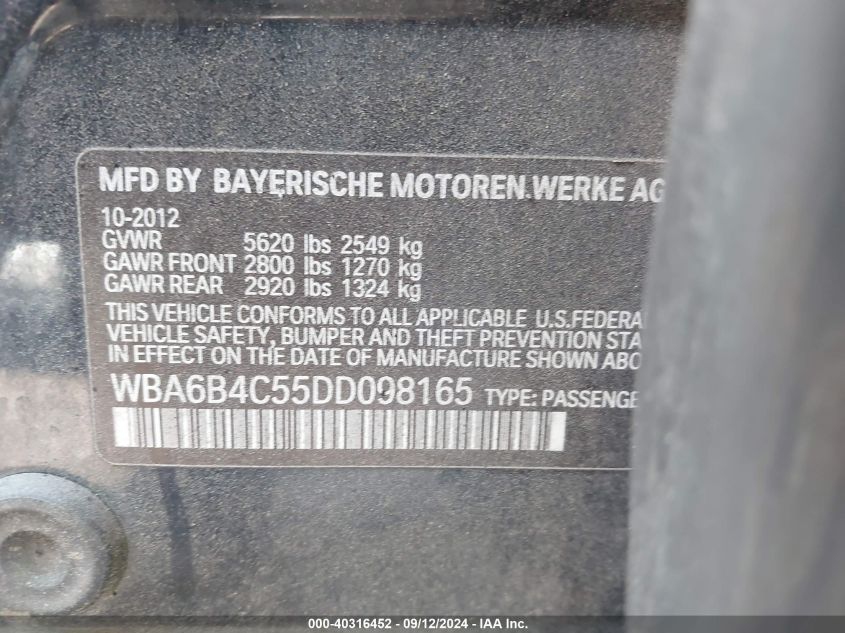 MFD BY BAYERISCHE MOTOREN.WERKE AG
10-2012
GVWR 5620 lbs 2549 kg
GAWR FRONT 2800 lbs 1270 kg
GAWR REAR 2920 lbs 1324 kg
THIS VEHICLE CONFORMS TO ALL APPLICABLE U.S.FEDERA
VEHICLE SAFETY, BUMPER AND THEFT PREVENTION STA
IN EFFECT ON THE DATE OF MANUFACTURE SHOWN ABO
WBA6B4C55DD098165 TYPE: PASSENGE
000-40316452 - 09/12/2024 - IAA Inc.